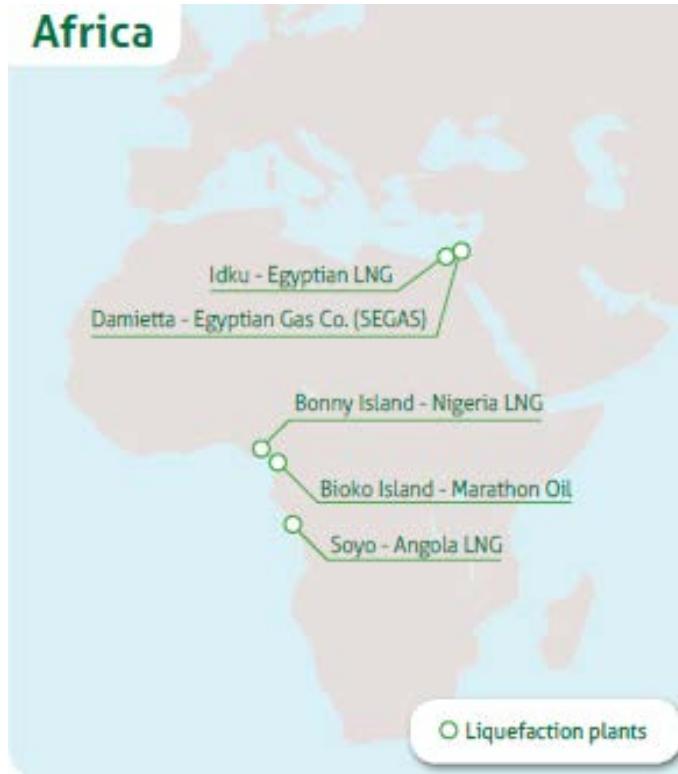 Africa
Idku - Egyptian LNG
Damietta - Egyptian Gas Co. (SEGAS)
Bonny Island - Nigeria LNG
Bioko Island - Marathon Oil
Soyo - Angola LNG
Liquefaction plants